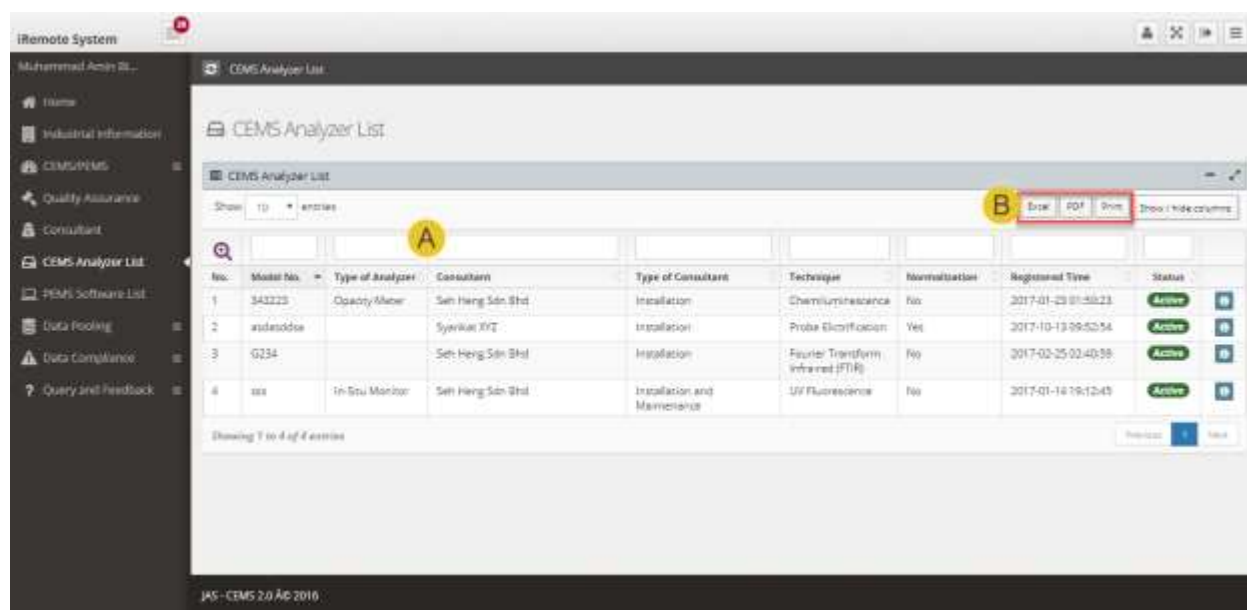 iRemote System
Muhammad Amin Bi...
CEMS Analyzer List
Home
Industrial Information
CEMS/PEMS
Quality Assurance
Consultant
CEMS Analyzer List
PEMS Software List
Data Pooling
Data Compliance
? Query and Feedback
CEMS Analyzer List
CEMS Analyzer List
Show 10 entries
B
Excel PDF Print Show / hide columns
A
No. Model No. Type of Analyzer Consultant Type of Consultant Technique Normalization Registered Time Status
1 343223 Opacity Meter Seh Heng Sdn Bhd Installation Chemiluminescence No 2017-01-23 01:50:23 Active
2 Syarikat XYZ Installation Probe Yes 2017-10-13 09:52:54 Active
3 G234 Seh Heng Sdn Bhd Installation Fourier Transform Infra-red (FTIR) No 2017-02-25 02:40:59 Active
4 In-Situ Monitor Seh Heng Sdn Bhd Installation and Maintenance UV Fluorescence No 2017-01-14 19:12:45 Active
Showing 1 to 4 of 4 entries
Previous 1 Next
JAS - CEMS 2.0 Â© 2016